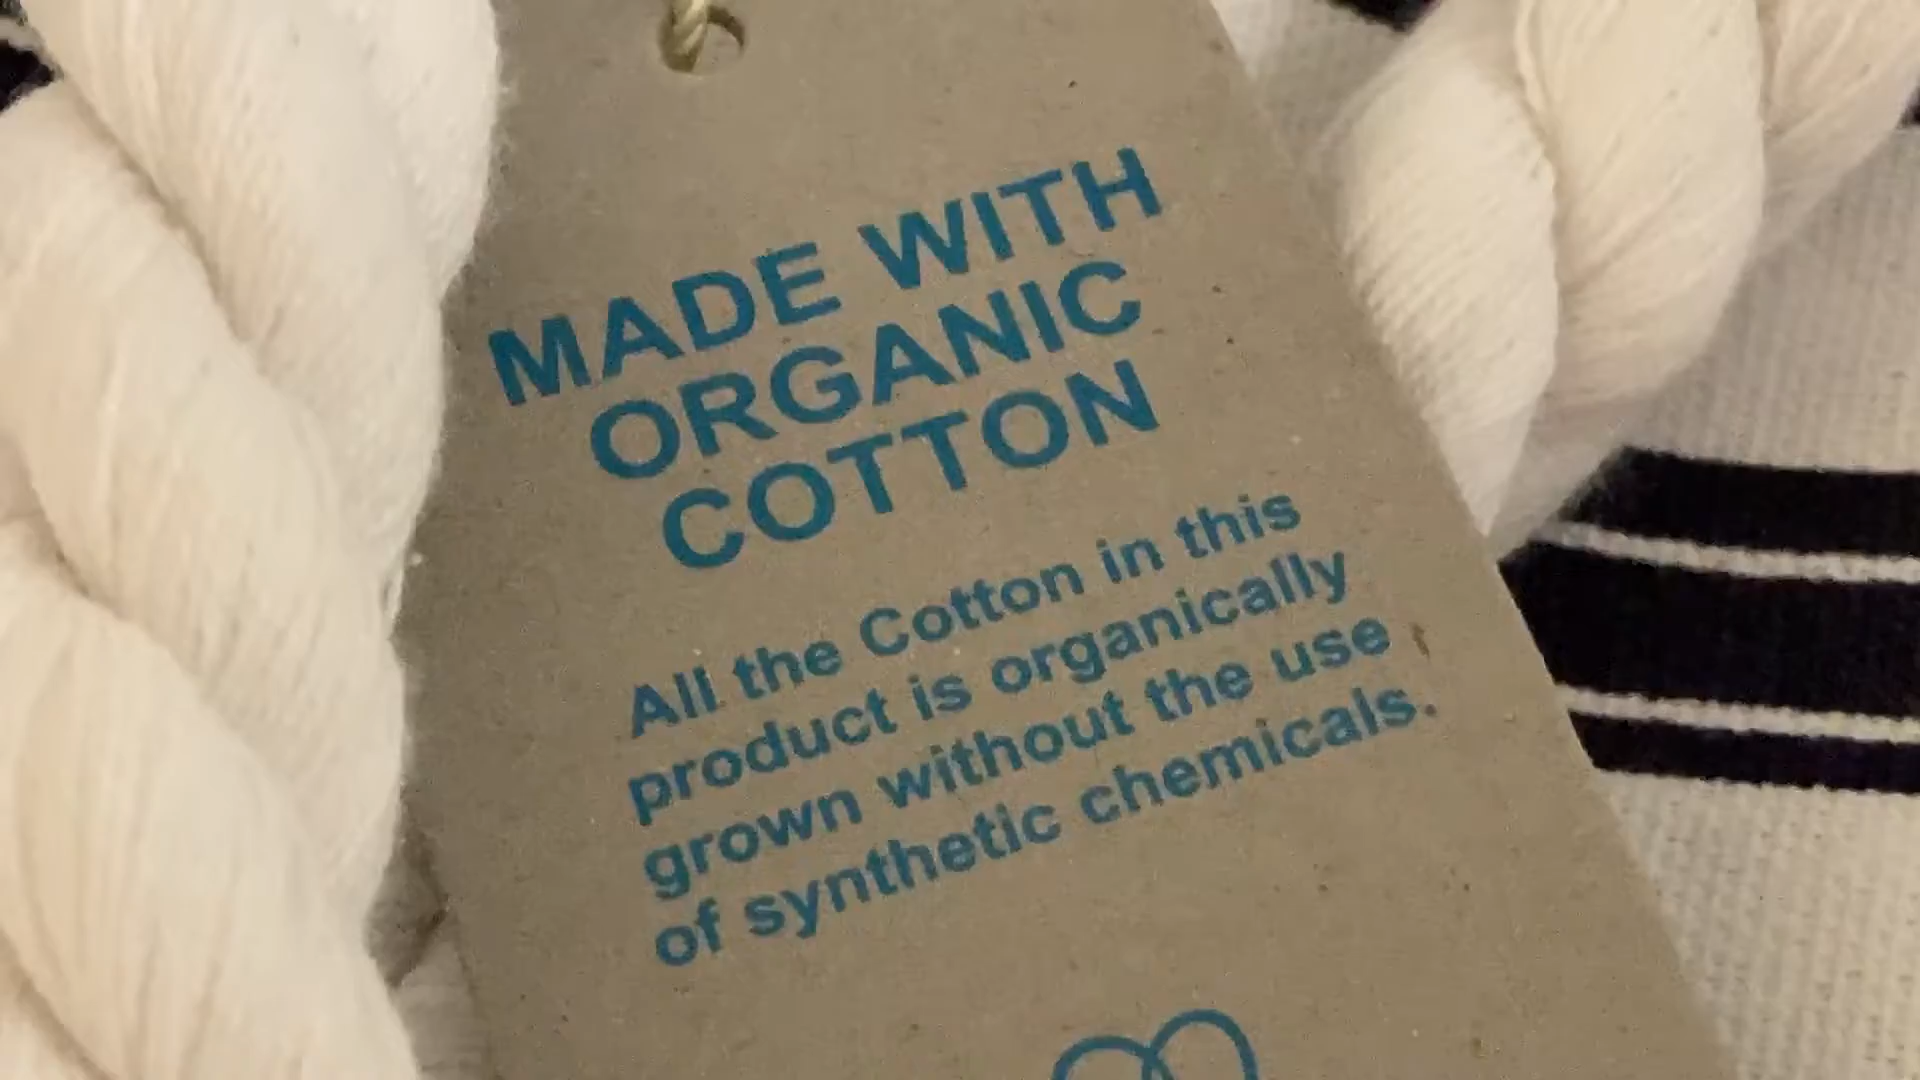 MADE WITH
ORGANIC
COTTON
All the Cotton in this
product is organically
grown without the use
of synthetic chemicals.